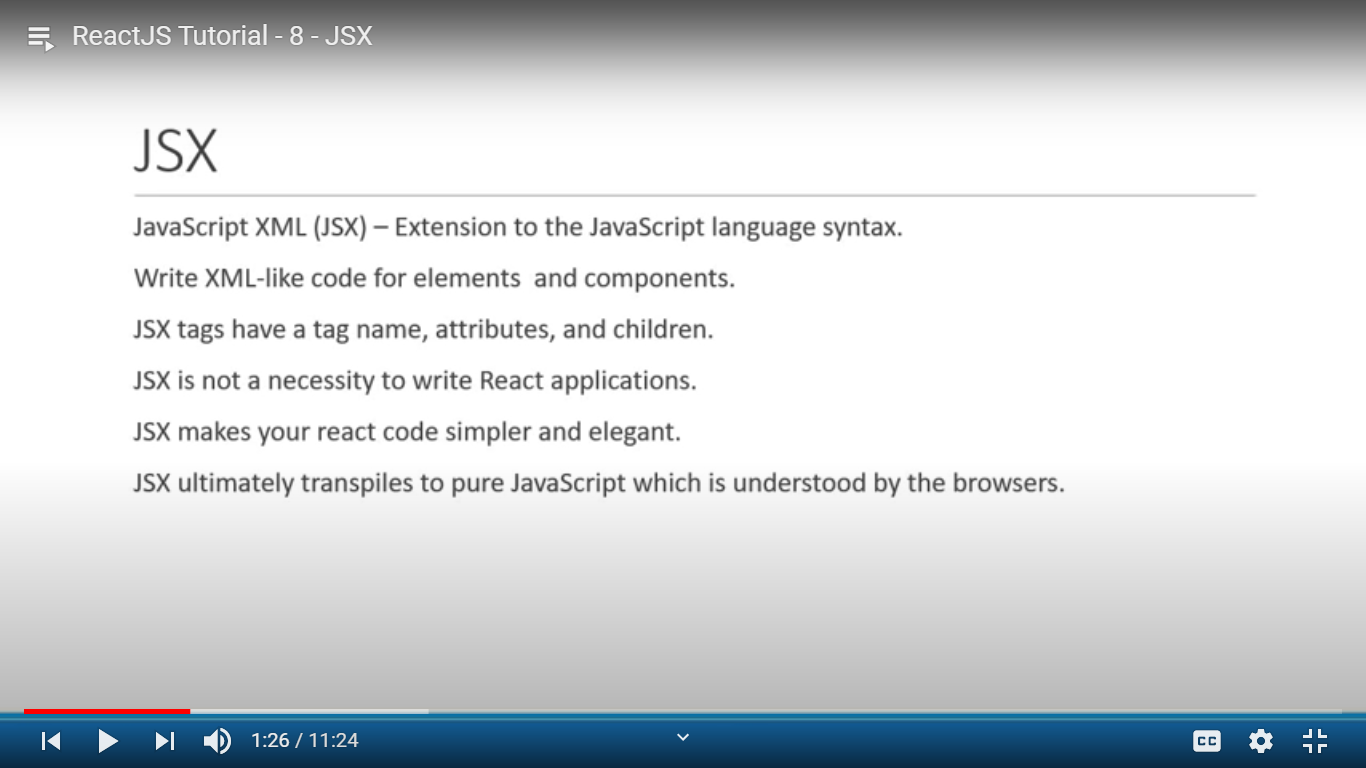 ReactJS Tutorial - 8 - JSX
JSX
JavaScript XML (JSX) – Extension to the JavaScript language syntax.
Write XML-like code for elements  and components.
JSX tags have a tag name, attributes, and children.
JSX is not a necessity to write React applications.
JSX makes your react code simpler and elegant.
JSX ultimately transpiles to pure JavaScript which is understood by the browsers.
1:26 / 11:24
CC